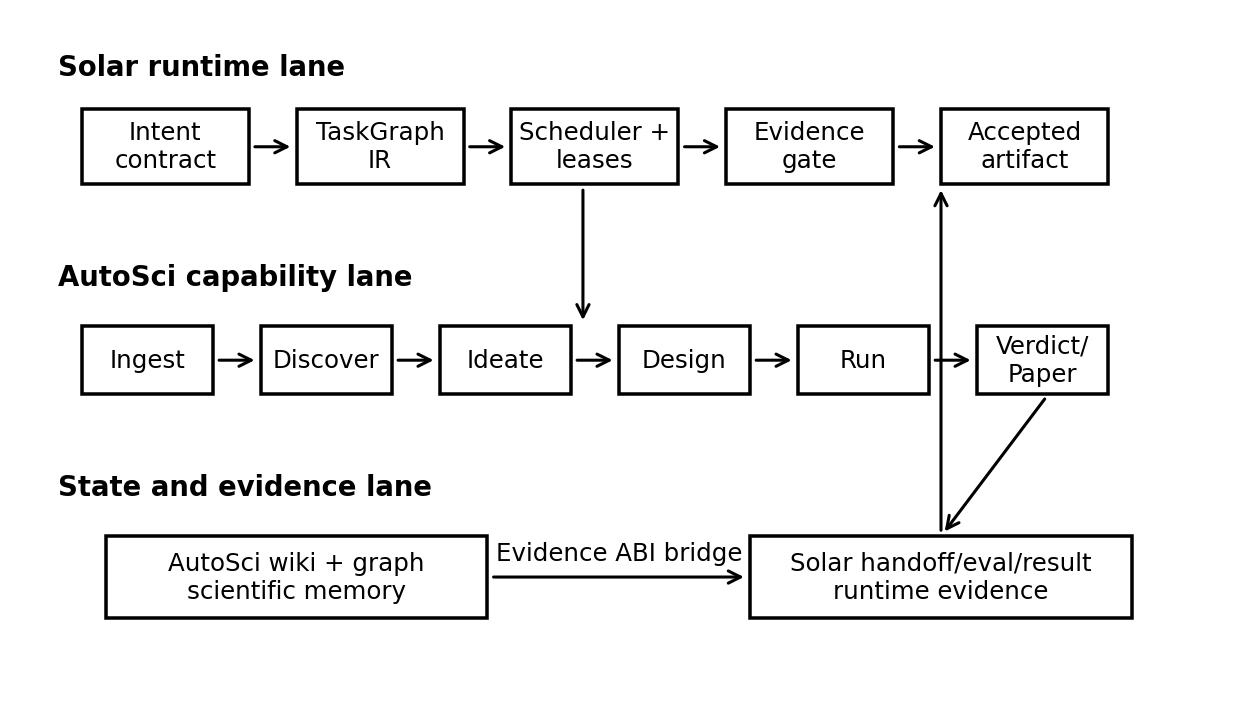 Solar runtime lane
Intent
contract
TaskGraph
IR
Scheduler +
leases
Evidence
gate
Accepted
artifact
AutoSci capability lane
Ingest
Discover
Ideate
Design
Run
Verdict/
Paper
State and evidence lane
AutoSci wiki + graph
scientific memory
Evidence ABI bridge
Solar handoff/eval/result
runtime evidence